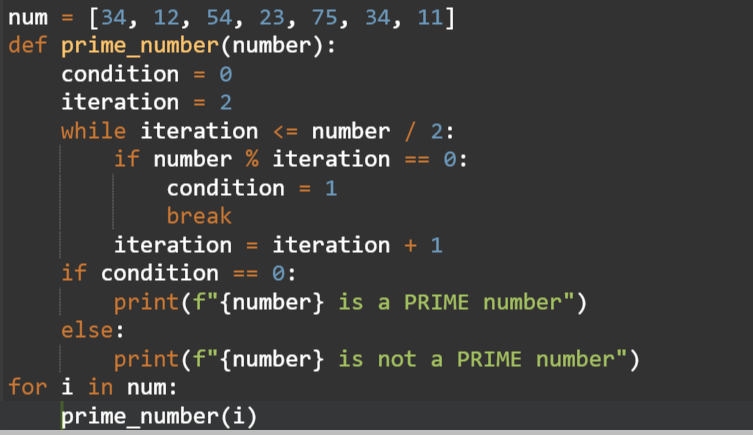 num = [34, 12, 54, 23, 75, 34, 11]
def prime_number(number):
    condition = 0
    iteration = 2
    while iteration <= number / 2:
        if number % iteration == 0:
            condition = 1
            break
        iteration = iteration + 1
    if condition == 0:
        print(f"{number} is a PRIME number")
    else:
        print(f"{number} is not a PRIME number")
for i in num:
    prime_number(i)